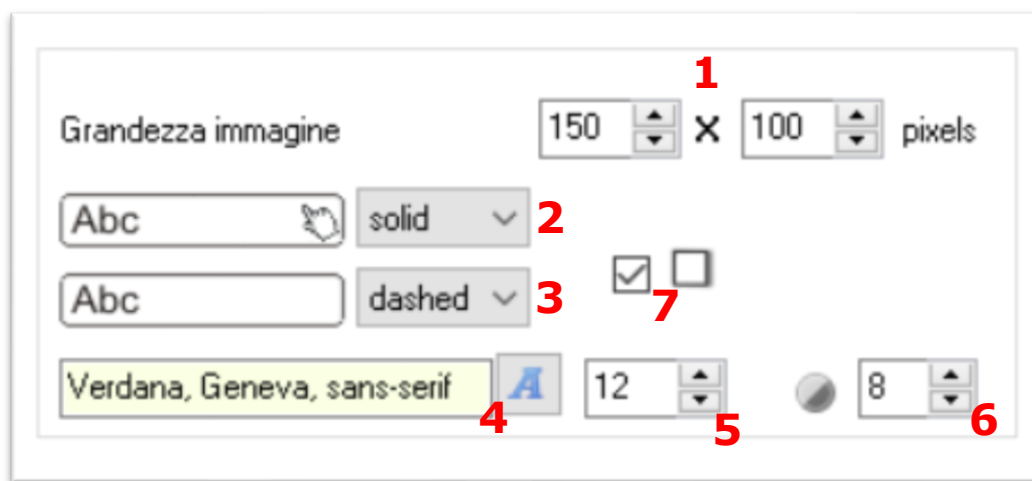 1
Grandezza immagine 150 x 100 pixels
Abc solid 2
Abc dashed 3
7
Verdana, Geneva, sans-serif 4 A 12 5 8 6